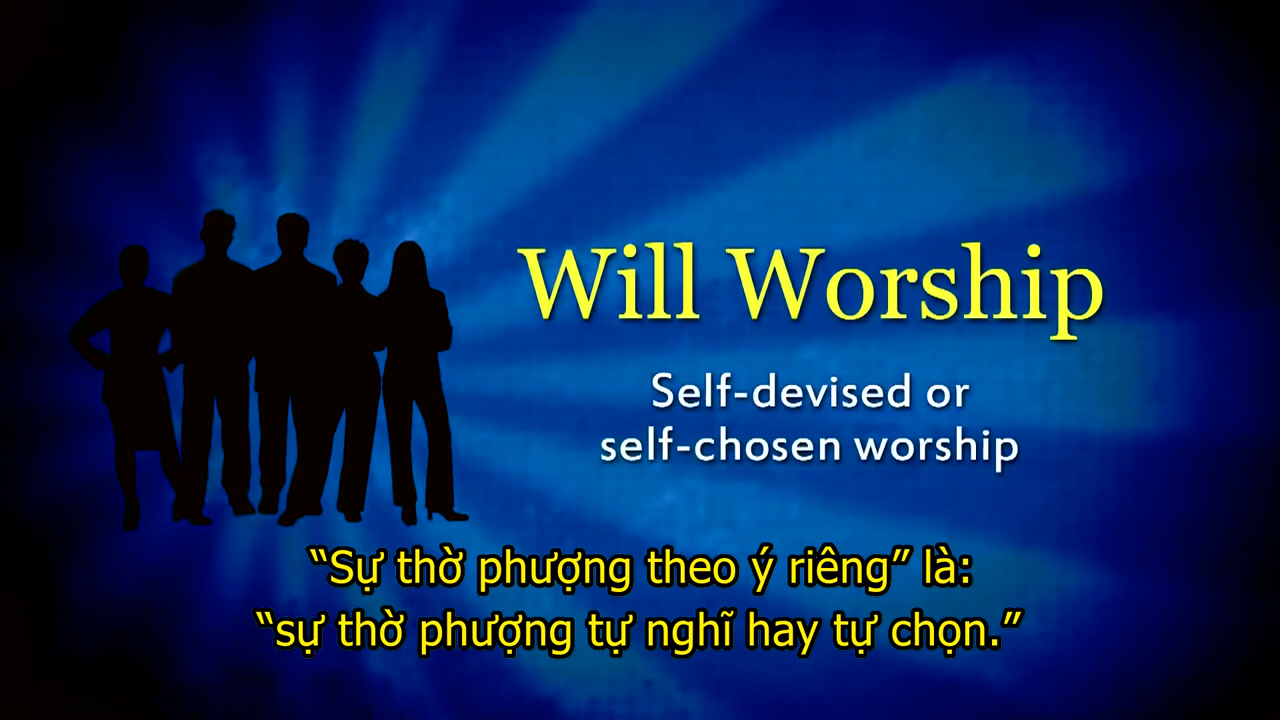 Will Worship
Self-devised or
self-chosen worship
“Sự thờ phượng theo ý riêng” là:
“sự thờ phượng tự nghĩ hay tự chọn.”